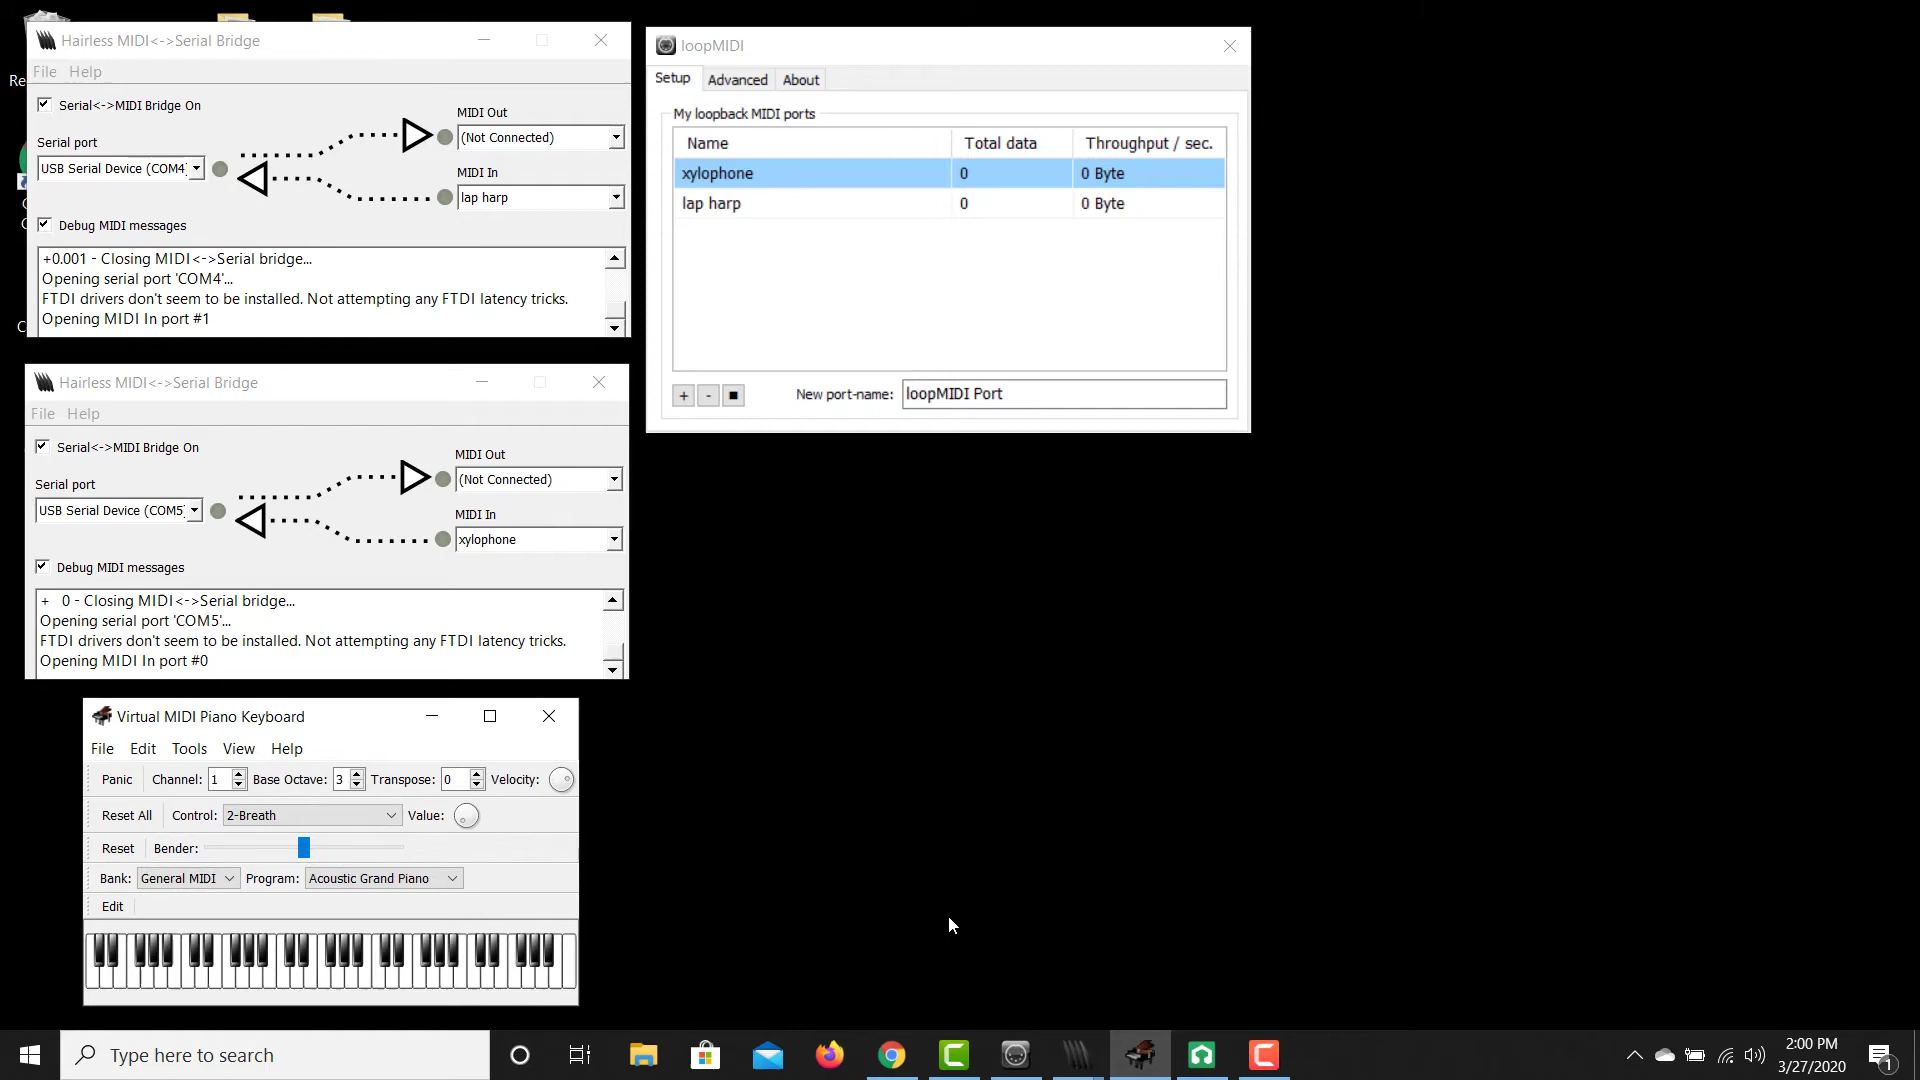 Hairless MIDI<->Serial Bridge
File Help
Serial<->MIDI Bridge On
Serial port
USB Serial Device (COM4
MIDI Out
(Not Connected)
MIDI In
lap harp
Debug MIDI messages
+0.001 - Closing MIDI<->Serial bridge...
Opening serial port 'COM4'...
FTDI drivers don't seem to be installed. Not attempting any FTDI latency tricks.
Opening MIDI In port #1
Hairless MIDI<->Serial Bridge
File Help
Serial<->MIDI Bridge On
Serial port
USB Serial Device (COM5
MIDI Out
(Not Connected)
MIDI In
xylophone
Debug MIDI messages
+ 0 - Closing MIDI<->Serial bridge...
Opening serial port 'COM5'...
FTDI drivers don't seem to be installed. Not attempting any FTDI latency tricks.
Opening MIDI In port #0
Virtual MIDI Piano Keyboard
File Edit Tools View Help
Panic Channel: 1 Base Octave: 3 Transpose: 0 Velocity:
Reset All Control: 2-Breath Value:
Reset Bender:
Bank: General MIDI Program: Acoustic Grand Piano
Edit
loopMIDI
Setup Advanced About
My loopback MIDI ports
Name Total data Throughput / sec.
xylophone 0 0 Byte
lap harp 0 0 Byte
+ - New port-name: loopMIDI Port
Type here to search
2:00 PM
3/27/2020
1